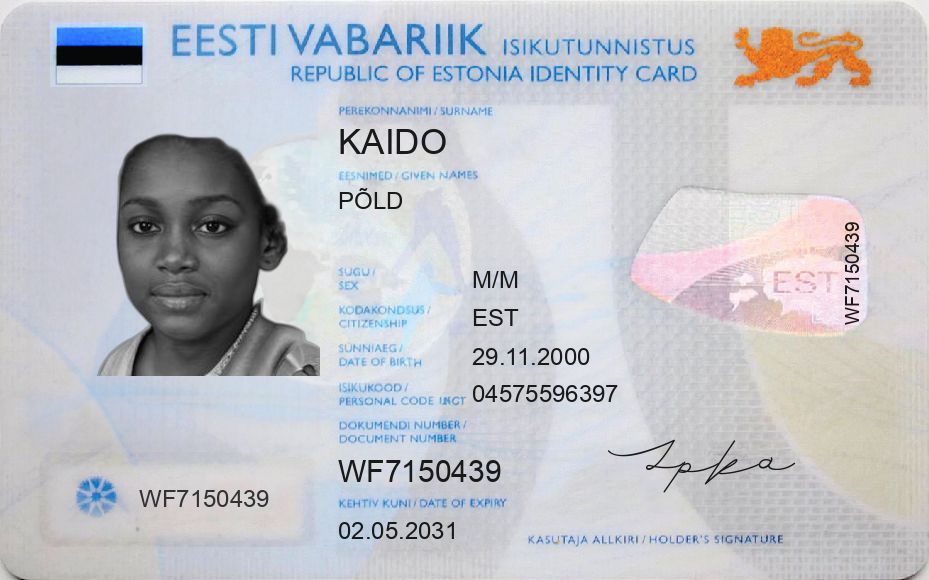 EESTI VABARIIK ISIKUTUNNISTUS
REPUBLIC OF ESTONIA IDENTITY CARD
PEREKONNANIMI / SURNAME
KAIDO
EESNIMED / GIVEN NAMES
PÕLD
SUGU /
SEX
M/M
KODAKONDSUS /
CITIZENSHIP
EST
SÜNNIAEG /
DATE OF BIRTH
29.11.2000
ISIKUKOOD /
PERSONAL CODE
04575596397
DOKUMENDI NUMBER /
DOCUMENT NUMBER
WF7150439
KEHTIV KUNI / DATE OF EXPIRY
02.05.2031
WF7150439
EST
WF7150439
KASUTAJA ALLKIRI / HOLDER'S SIGNATURE